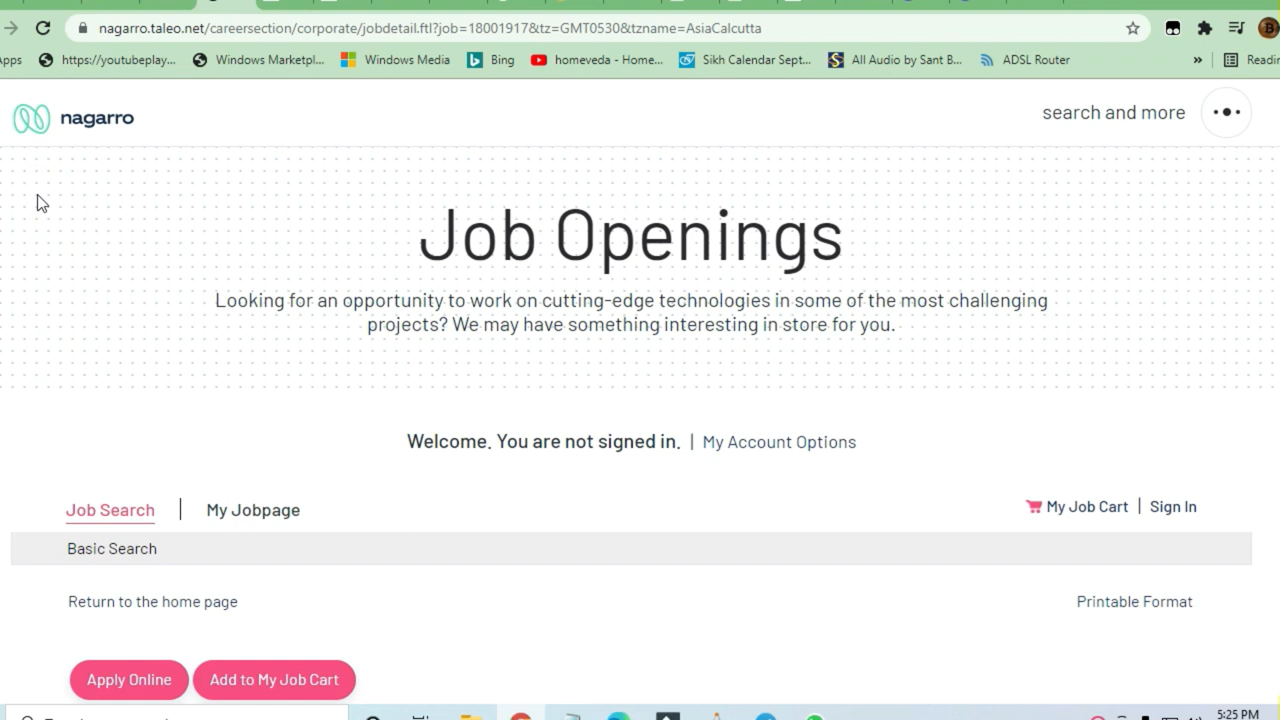 nagarro.taleo.net/careersection/corporate/jobdetail.ftl?job=18001917&tz=GMT0530&tzname=AsiaCalcutta
pps https://youtubeplay... Windows Marketpl... Windows Media Bing homeveda - Home... Sikh Calendar Sept... All Audio by Sant B... ADSL Router » Readin
nagarro
search and more
Job Openings
Looking for an opportunity to work on cutting-edge technologies in some of the most challenging
projects? We may have something interesting in store for you.
Welcome. You are not signed in. | My Account Options
Job Search | My Jobpage
My Job Cart | Sign In
Basic Search
Return to the home page
Printable Format
Apply Online Add to My Job Cart
5:25 PM